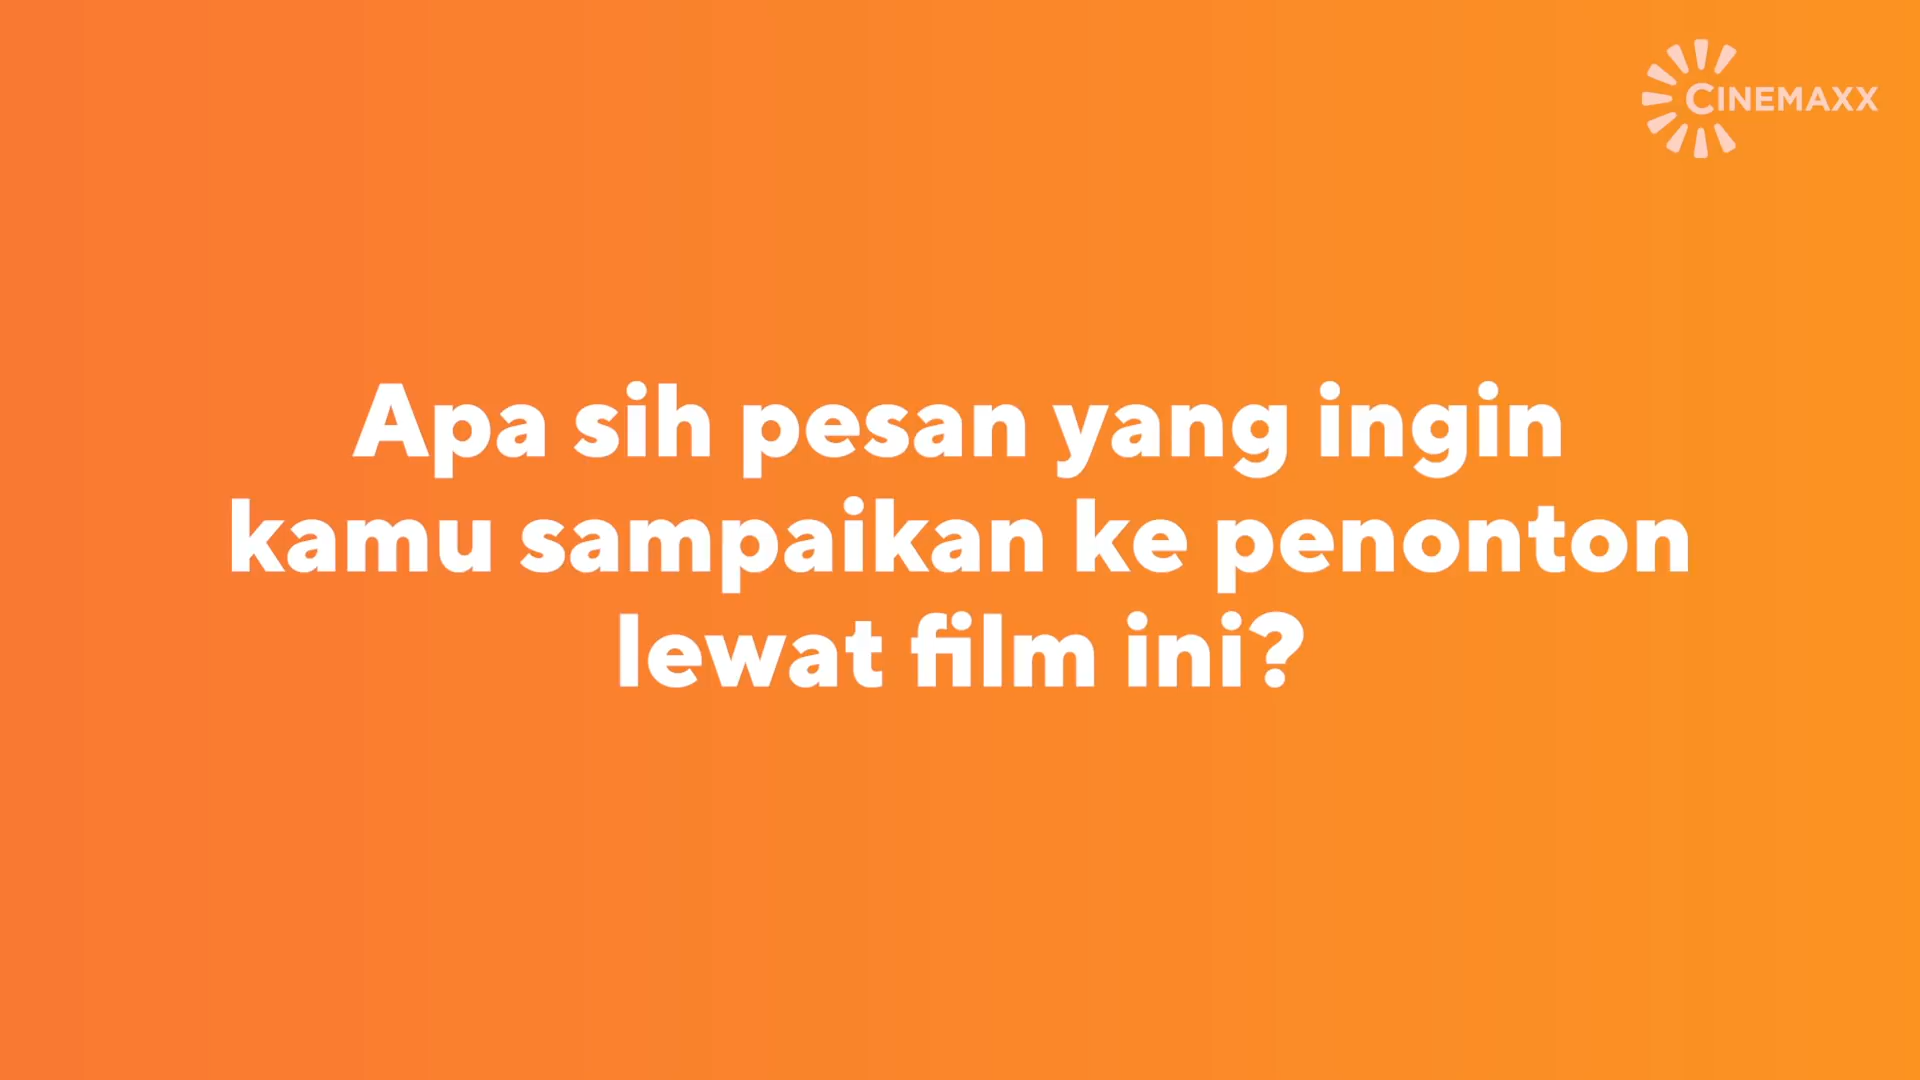 CINEMAXX
Apa sih pesan yang ingin
kamu sampaikan ke penonton
lewat film ini?